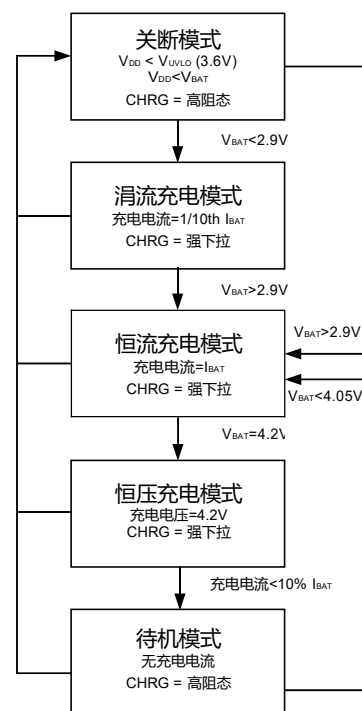 关断模式
VDD < VUVLO (3.6V)
VDD<VBAT
CHRG = 高阻态
VBAT<2.9V
涓流充电模式
充电电流=1/10th IBAT
CHRG = 强下拉
VBAT>2.9V
恒流充电模式
充电电流=IBAT
CHRG = 强下拉
VBAT>2.9V
VBAT<4.05V
VBAT=4.2V
恒压充电模式
充电电压=4.2V
CHRG = 强下拉
充电电流<10% IBAT
待机模式
无充电电流
CHRG = 高阻态